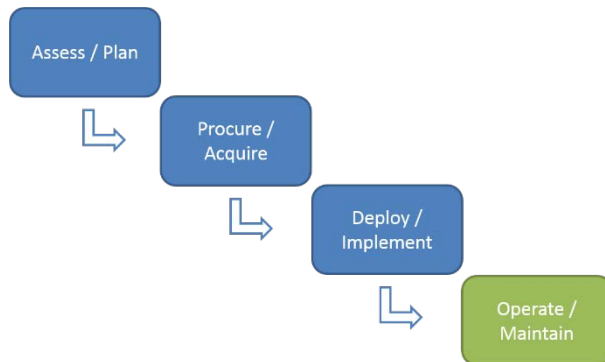 Assess / Plan
Procure /
Acquire
Deploy /
Implement
Operate /
Maintain